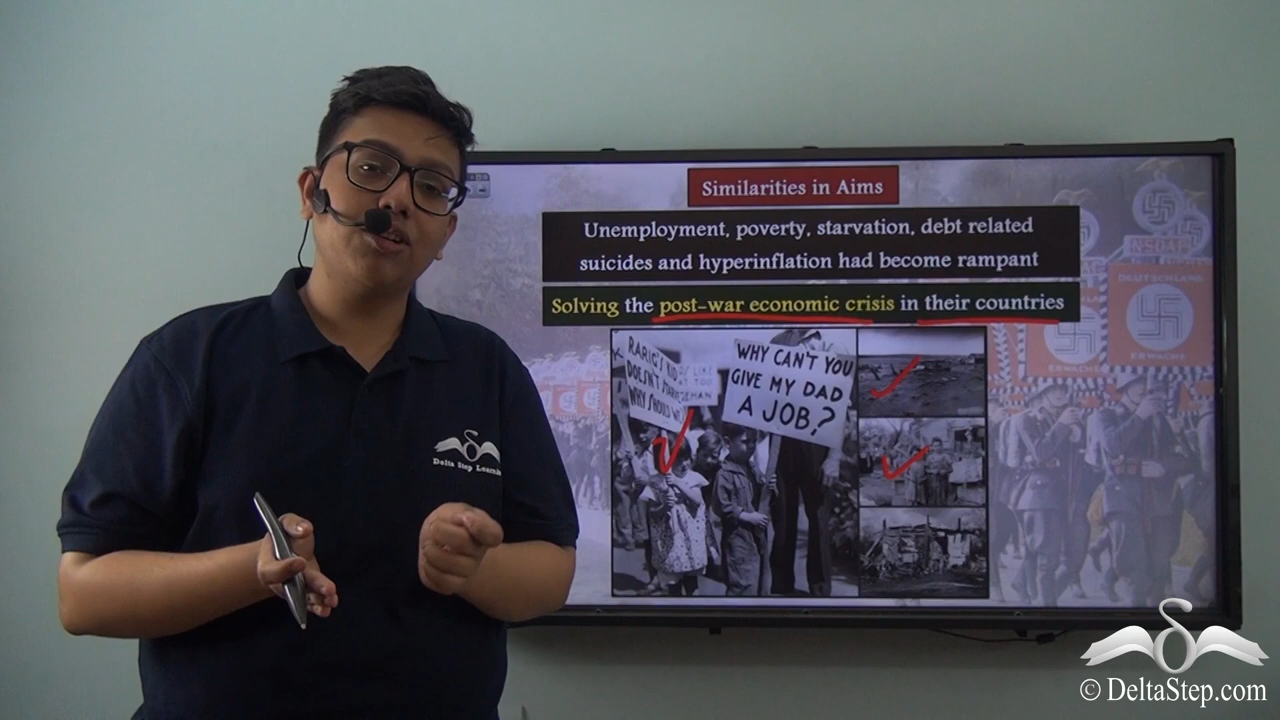 Similarities in Aims
Unemployment, poverty, starvation, debt related
suicides and hyperinflation had become rampant
Solving the post-war economic crisis in their countries
RARIG'S KID
DOESN'T
WHY SHOULD
WHY CAN'T YOU
GIVE MY DAD
A JOB?
NSDAP
DEUTSCHLAND
ERWACHE
Delta Step
© DeltaStep.com